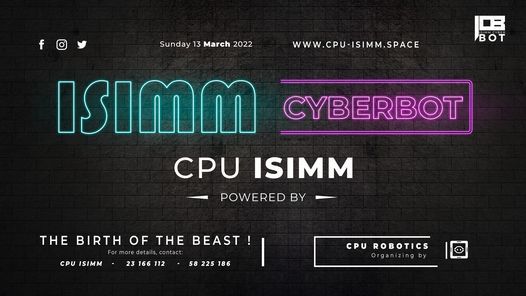 Sunday 13 March 2022
WWW.CPU-ISIMM.SPACE
BOT
ISIMM
CYBERBOT
CPU ISIMM
POWERED BY
THE BIRTH OF THE BEAST !
For more details, contact:
CPU ISIMM - 23 166 112 - 58 225 186
CPU ROBOTICS
Organizing by